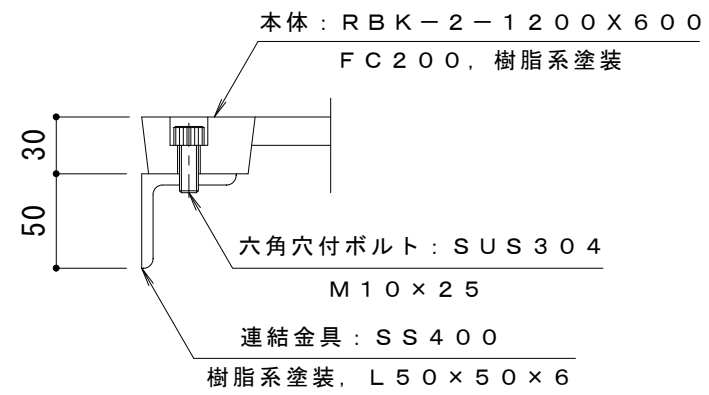 本体：ＲＢＫ－２－１２００Ｘ６００
ＦＣ２００，樹脂系塗装
30
50
六角穴付ボルト：ＳＵＳ３０４
Ｍ１０×２５
連結金具：ＳＳ４００
樹脂系塗装，Ｌ５０×５０×６